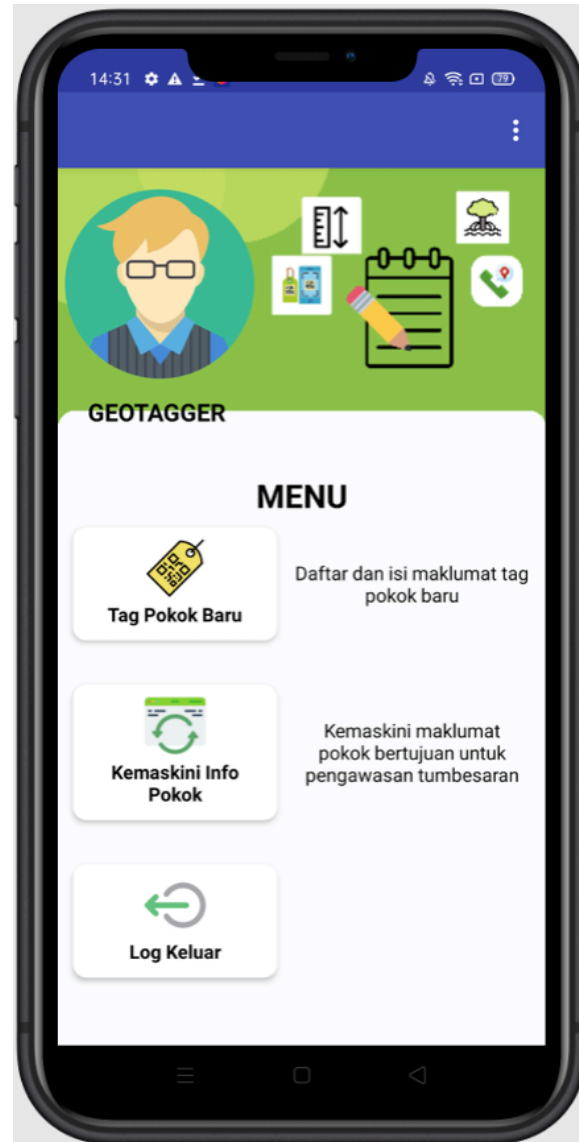 14:31
79
GEOTAGGER
MENU
Tag Pokok Baru
Daftar dan isi maklumat tag
pokok baru
Kemaskini Info
Pokok
Kemaskini maklumat
pokok bertujuan untuk
pengawasan tumbesaran
Log Keluar